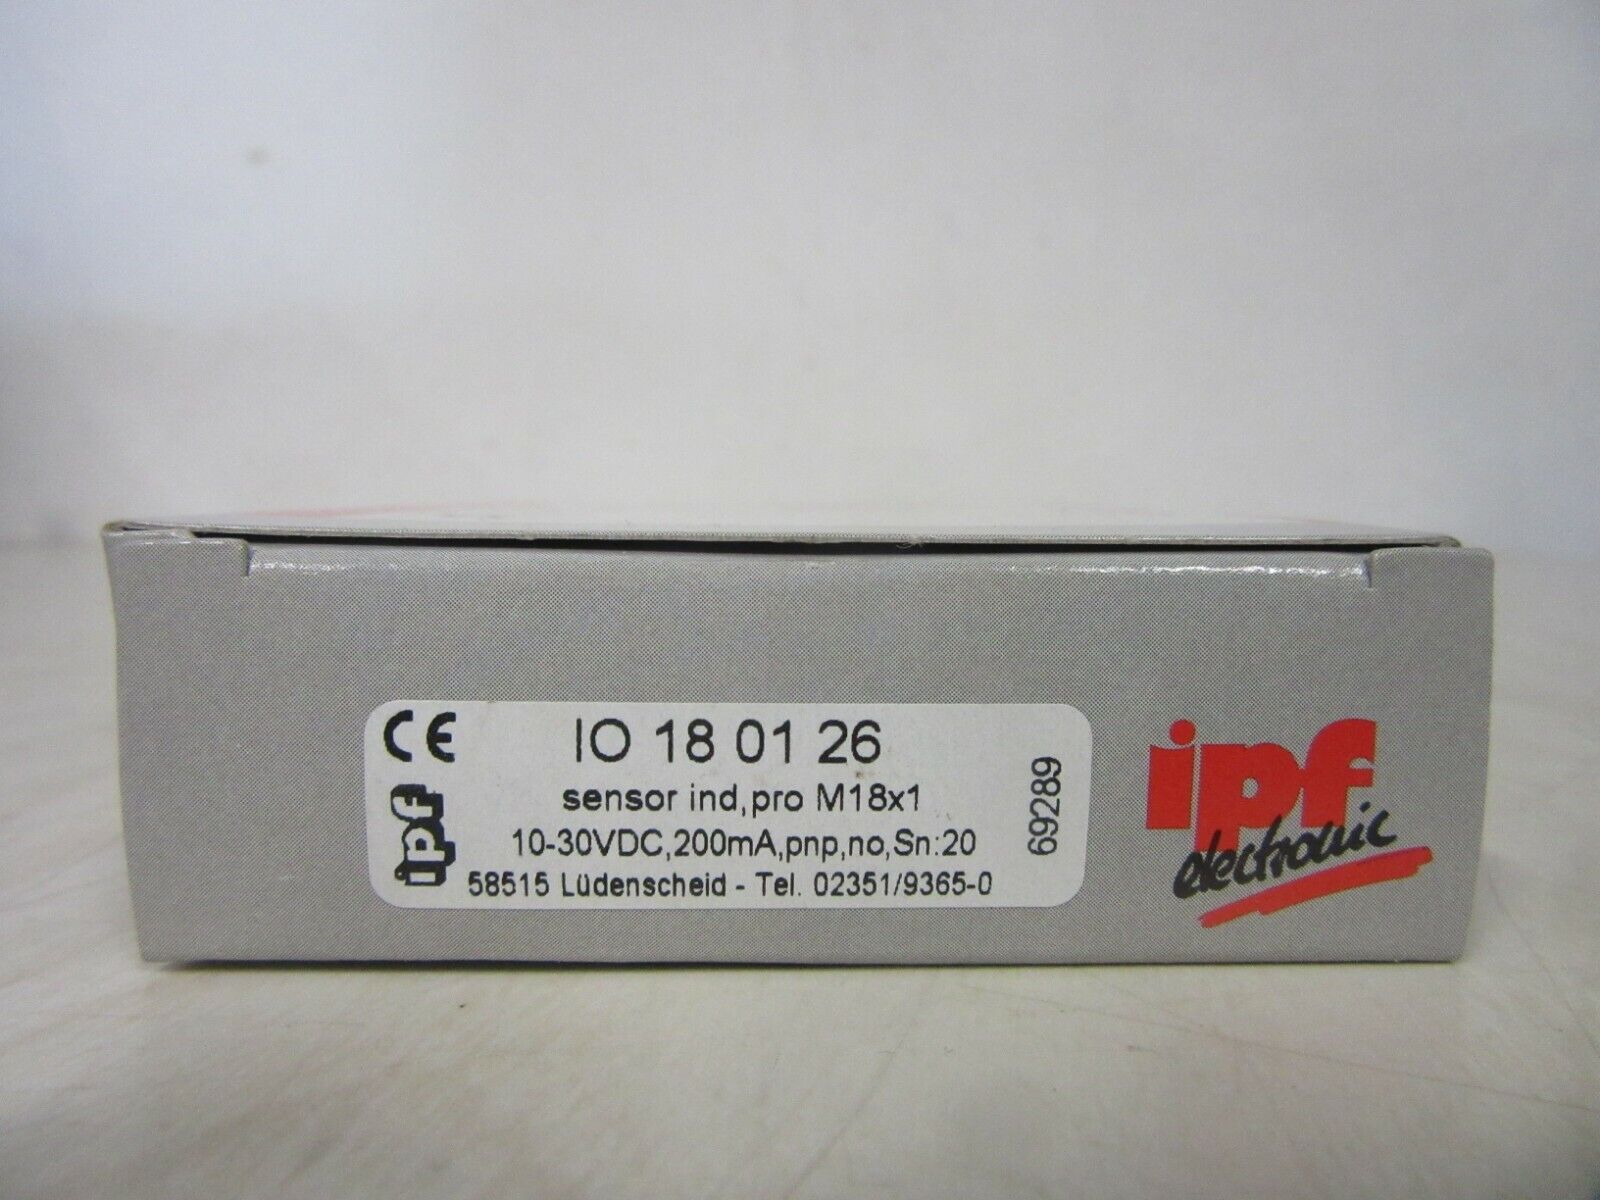 CE IO 18 01 26
sensor ind,pro M18x1
10-30VDC,200mA,pnp,no,Sn:20
58515 Lüdenscheid - Tel. 02351/9365-0
ipf
69289
ipf
electronic